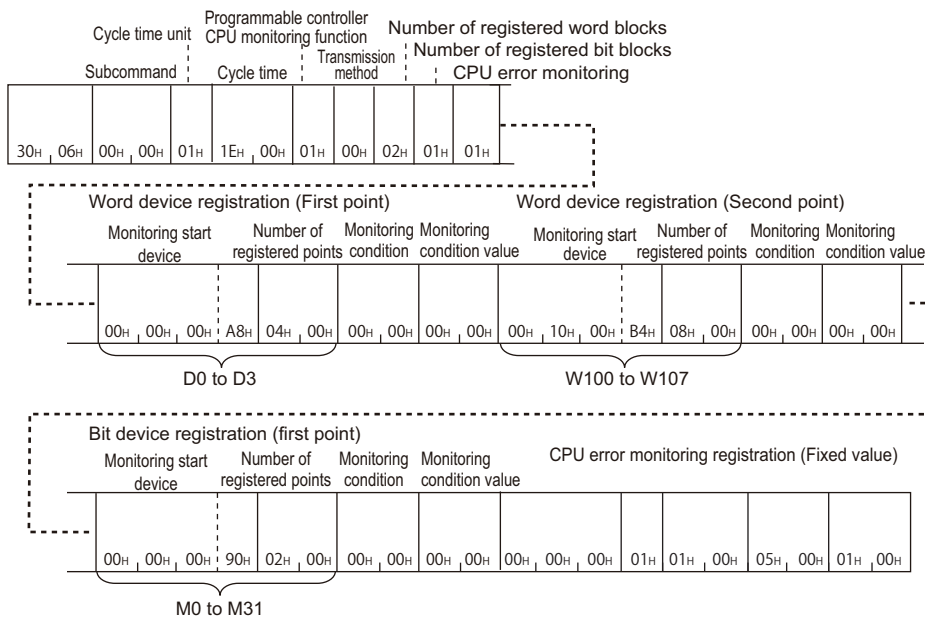 Programmable controller
Cycle time unit CPU monitoring function Number of registered word blocks
Transmission Number of registered bit blocks
Subcommand Cycle time method CPU error monitoring
30H 06H 00H 00H 01H 1EH 00H 01H 00H 02H 01H 01H
Word device registration (First point) Word device registration (Second point)
Monitoring start Number of Monitoring Monitoring Monitoring start Number of Monitoring Monitoring
device registered points condition condition value device registered points condition condition value
00H 00H 00H A8H 04H 00H 00H 00H 00H 00H 00H 10H 00H B4H 08H 00H 00H 00H 00H 00H
D0 to D3 W100 to W107
Bit device registration (first point)
Monitoring start Number of Monitoring Monitoring CPU error monitoring registration (Fixed value)
device registered points condition condition value
00H 00H 00H 90H 02H 00H 00H 00H 00H 00H 00H 00H 00H 01H 01H 00H 05H 00H 01H 00H
M0 to M31